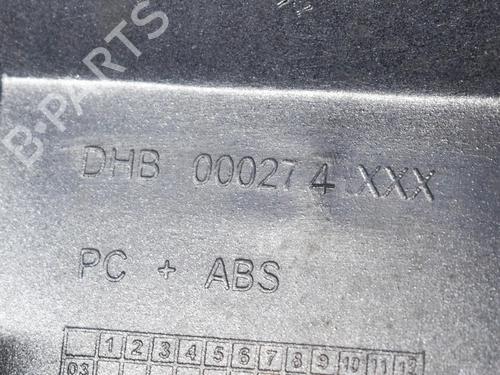 B-PARTS
DHB 000274 XXX
PC + ABS
1 2 3 4 5 6 7 8 9 10 11 12
03